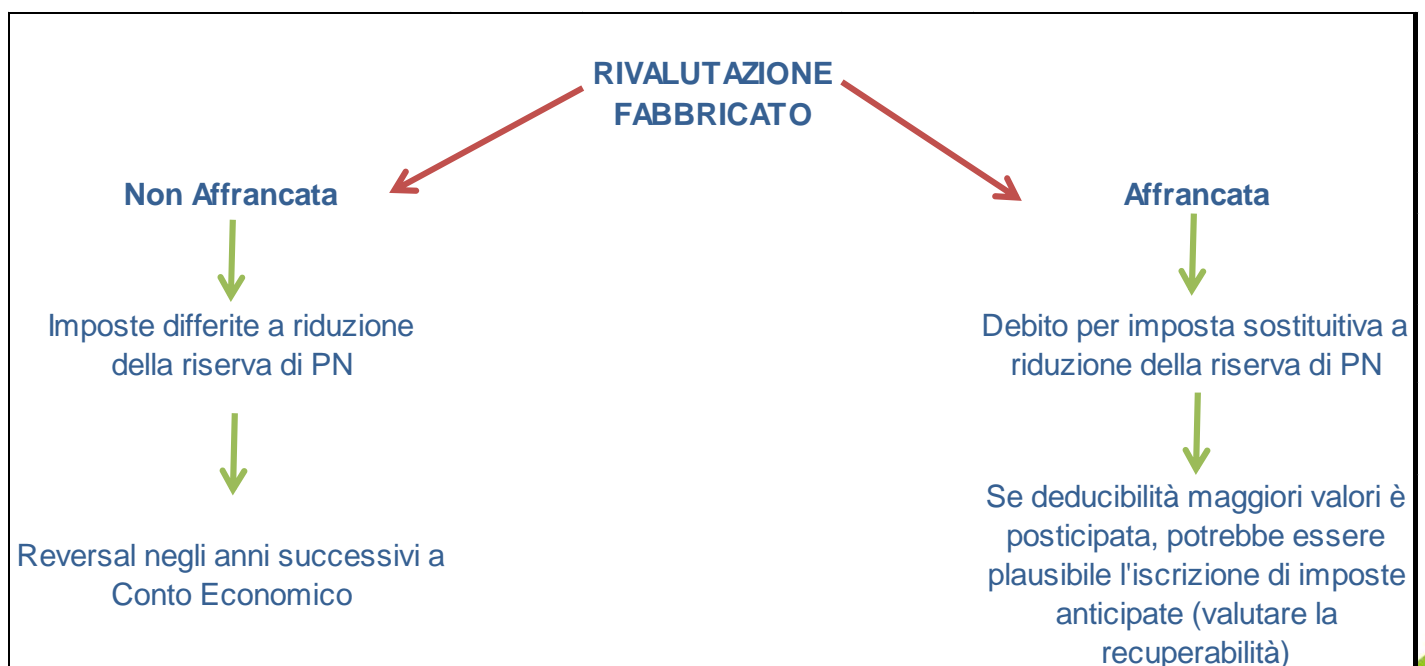 RIVALUTAZIONE
FABBRICATO
Non Affrancata
Affrancata
Imposte differite a riduzione
della riserva di PN
Debito per imposta sostituitiva a
riduzione della riserva di PN
Reversal negli anni successivi a
Conto Economico
Se deducibilità maggiori valori è
posticipata, potrebbe essere
plausibile l'iscrizione di imposte
anticipate (valutare la
recuperabilità)